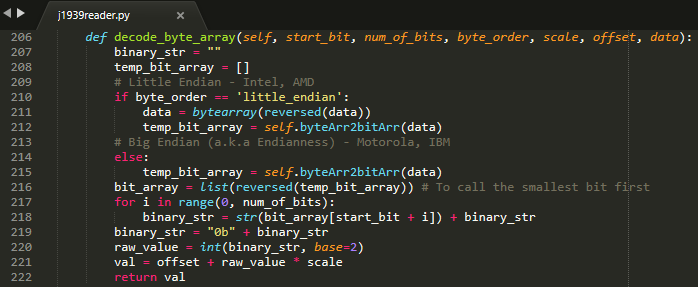 j1939reader.py ×
206 def decode_byte_array(self, start_bit, num_of_bits, byte_order, scale, offset, data):
207 binary_str = ""
208 temp_bit_array = []
209 # Little Endian - Intel, AMD
210 if byte_order == 'little_endian':
211 data = bytearray(reversed(data))
212 temp_bit_array = self.byteArr2bitArr(data)
213 # Big Endian (a.k.a Endianness) - Motorola, IBM
214 else:
215 temp_bit_array = self.byteArr2bitArr(data)
216 bit_array = list(reversed(temp_bit_array)) # To call the smallest bit first
217 for i in range(0, num_of_bits):
218 binary_str = str(bit_array[start_bit + i]) + binary_str
219 binary_str = "0b" + binary_str
220 raw_value = int(binary_str, base=2)
221 val = offset + raw_value * scale
222 return val